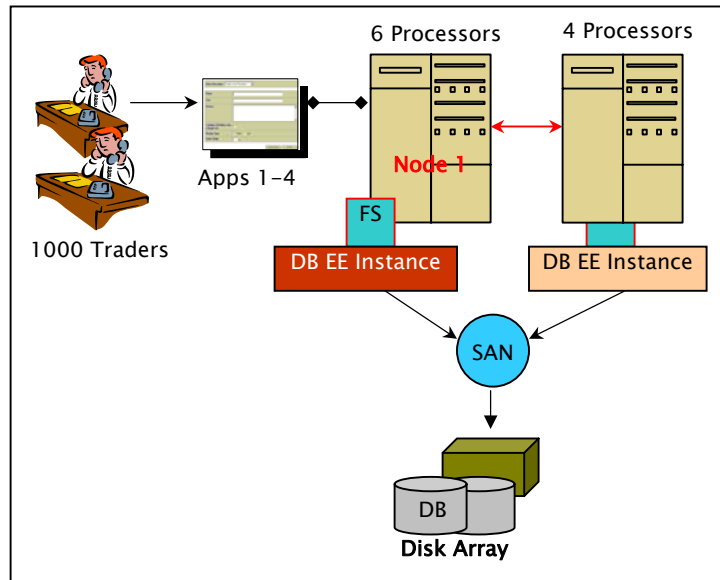 6 Processors
4 Processors
Node 1
Apps 1-4
FS
1000 Traders
DB EE Instance
DB EE Instance
SAN
DB
Disk Array